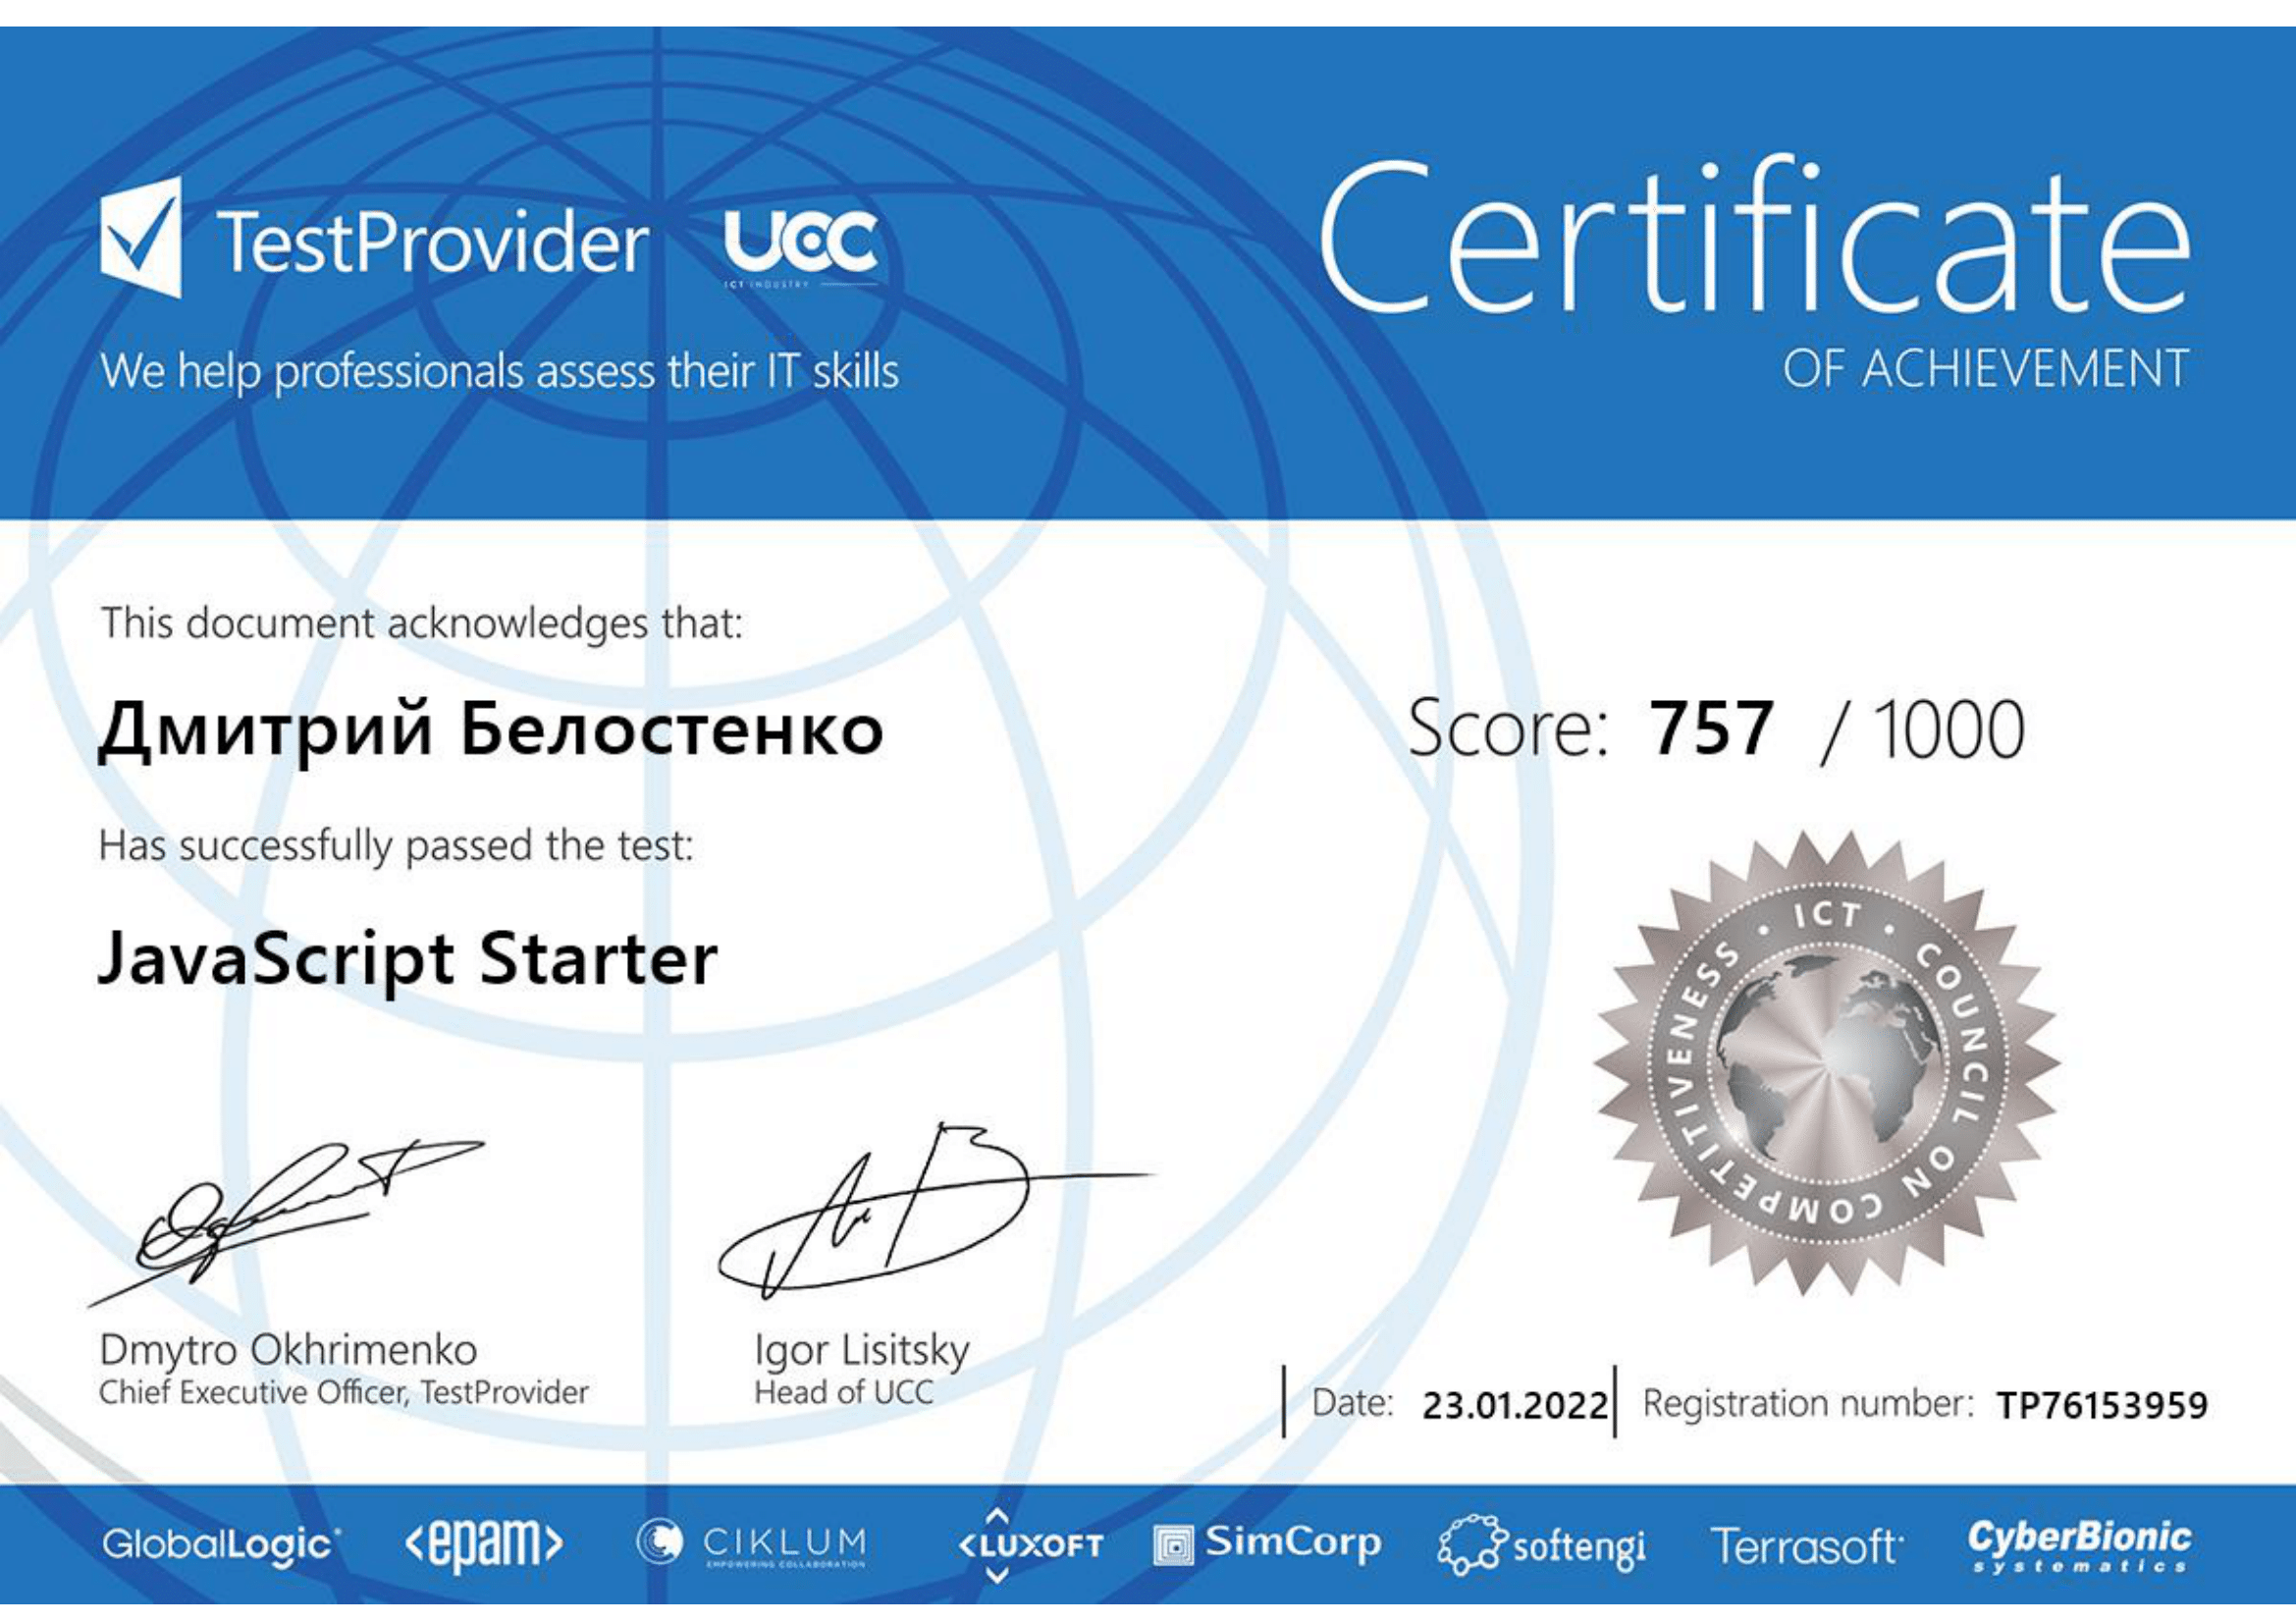 TestProvider
UCC
ICT INDUSTRY
We help professionals assess their IT skills
Certificate
OF ACHIEVEMENT
This document acknowledges that:
Дмитрий Белостенко
Score: 757 / 1000
Has successfully passed the test:
JavaScript Starter
ICT • COUNCIL ON COMPETITIVENESS •
Dmytro Okhrimenko
Chief Executive Officer, TestProvider
Igor Lisitsky
Head of UCC
Date: 23.01.2022
Registration number: TP76153959
GlobalLogic
<epam>
CIKLUM
EMPOWERING COLLABORATION
<LUXOFT
SimCorp
softengi
Terrasoft
CyberBionic
systematics